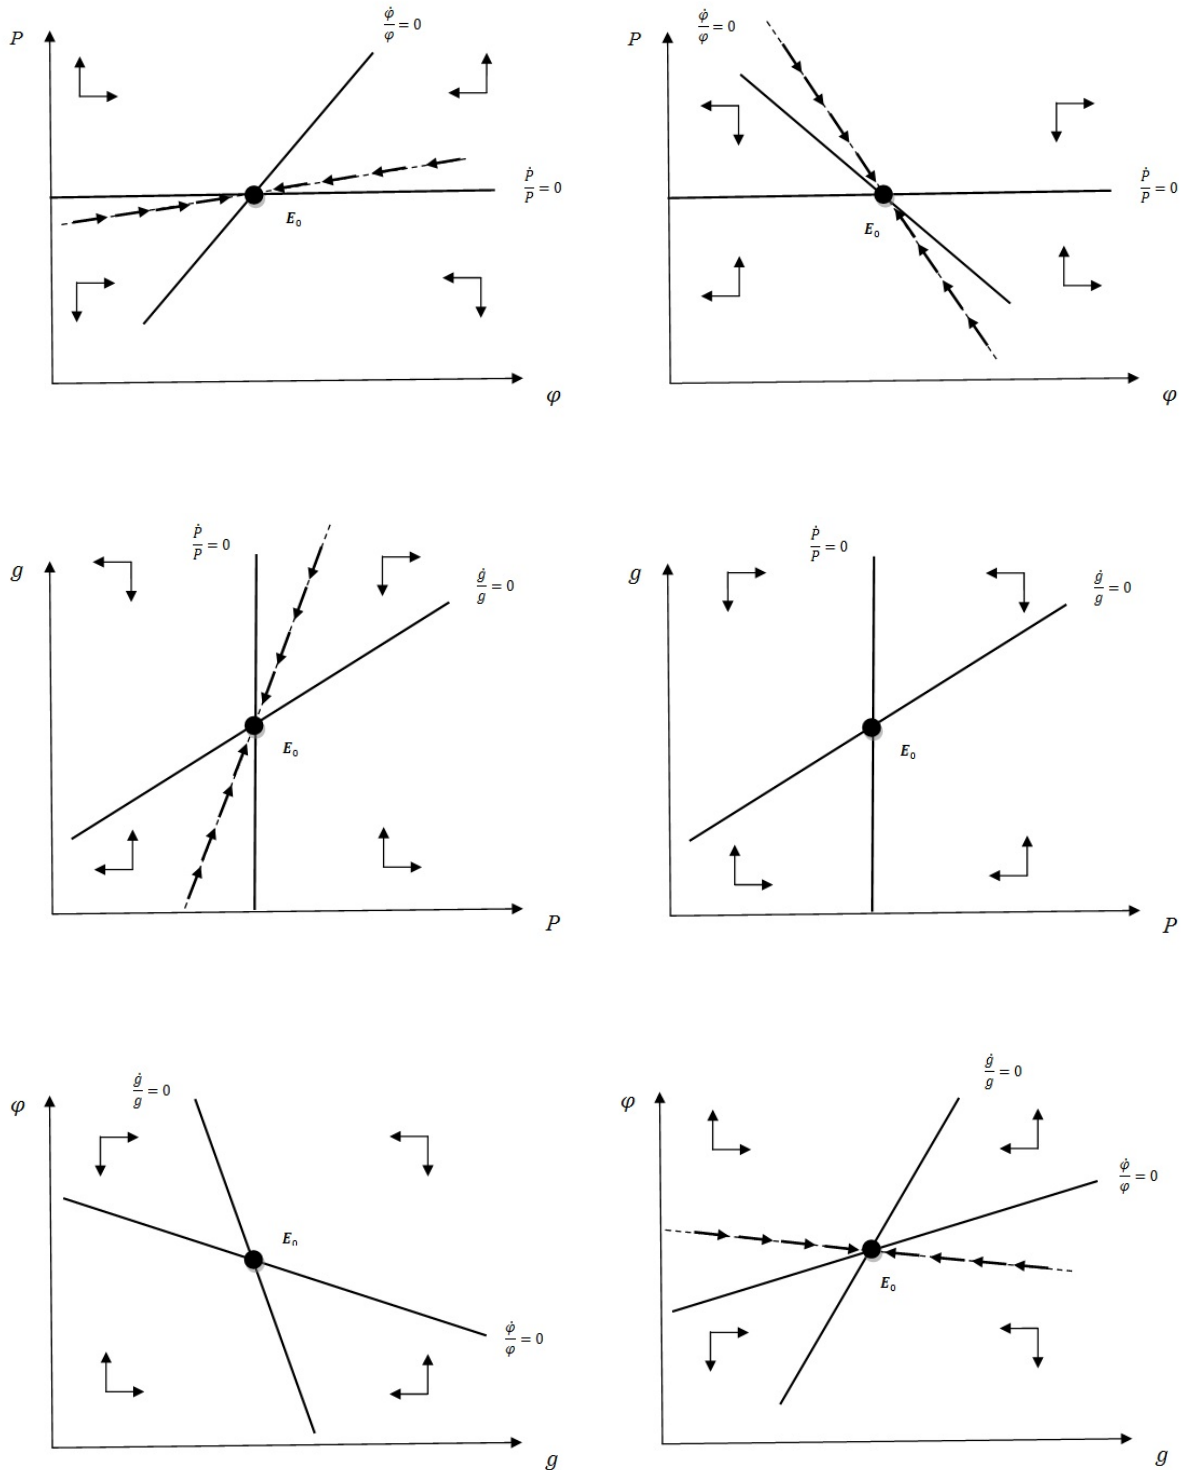 φ̇/φ = 0
φ̇/φ = 0
P
P
Ṗ/P = 0
Ṗ/P = 0
E₀
E₀
φ
φ
Ṗ/P = 0
Ṗ/P = 0
g
ġ/g = 0
g
ġ/g = 0
E₀
E₀
P
P
ġ/g = 0
ġ/g = 0
φ
φ
φ̇/φ = 0
E₀
E₀
φ̇/φ = 0
g
g